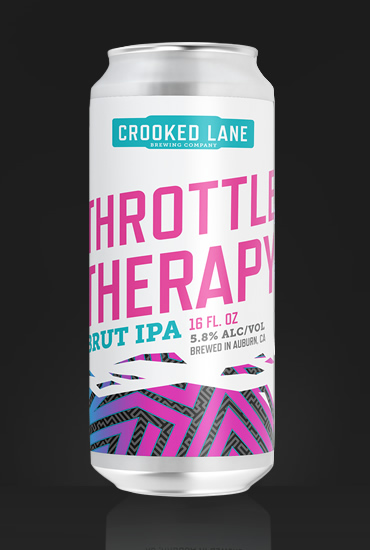 CROOKED LANE
BREWING COMPANY
THROTTLE
THERAPY
BRUT IPA
16 FL. OZ
5.8% ALC/VOL
BREWED IN AUBURN, CA